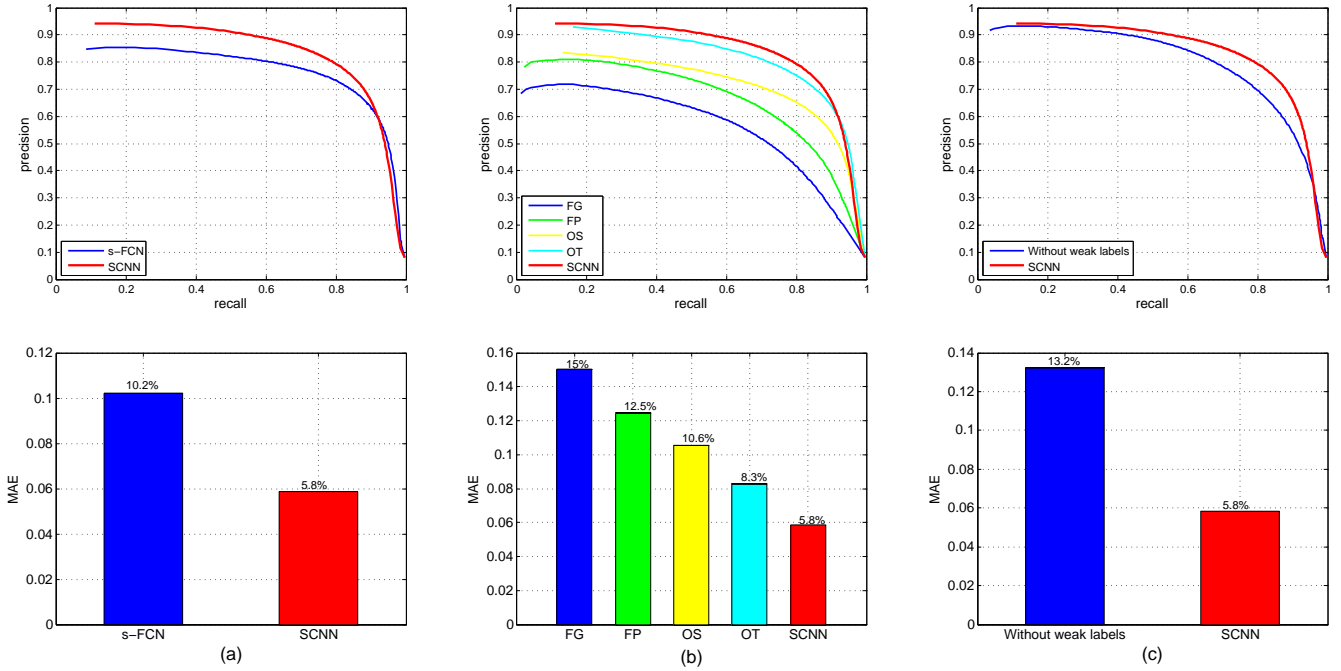 1
0.9
0.8
0.7
0.6
0.5
0.4
0.3
0.2
0.1
0
precision
s-FCN
SCNN
0 0.2 0.4 0.6 0.8 1
recall
1
0.9
0.8
0.7
0.6
0.5
0.4
0.3
0.2
0.1
0
precision
FG
FP
OS
OT
SCNN
0 0.2 0.4 0.6 0.8 1
recall
1
0.9
0.8
0.7
0.6
0.5
0.4
0.3
0.2
0.1
0
precision
Without weak labels
SCNN
0 0.2 0.4 0.6 0.8 1
recall
0.12
0.1
0.08
0.06
0.04
0.02
0
MAE
10.2%
5.8%
s-FCN SCNN
(a)
0.16
0.14
0.12
0.1
0.08
0.06
0.04
0.02
0
MAE
15%
12.5%
10.6%
8.3%
5.8%
FG FP OS OT SCNN
(b)
0.14
0.12
0.1
0.08
0.06
0.04
0.02
0
MAE
13.2%
5.8%
Without weak labels SCNN
(c)